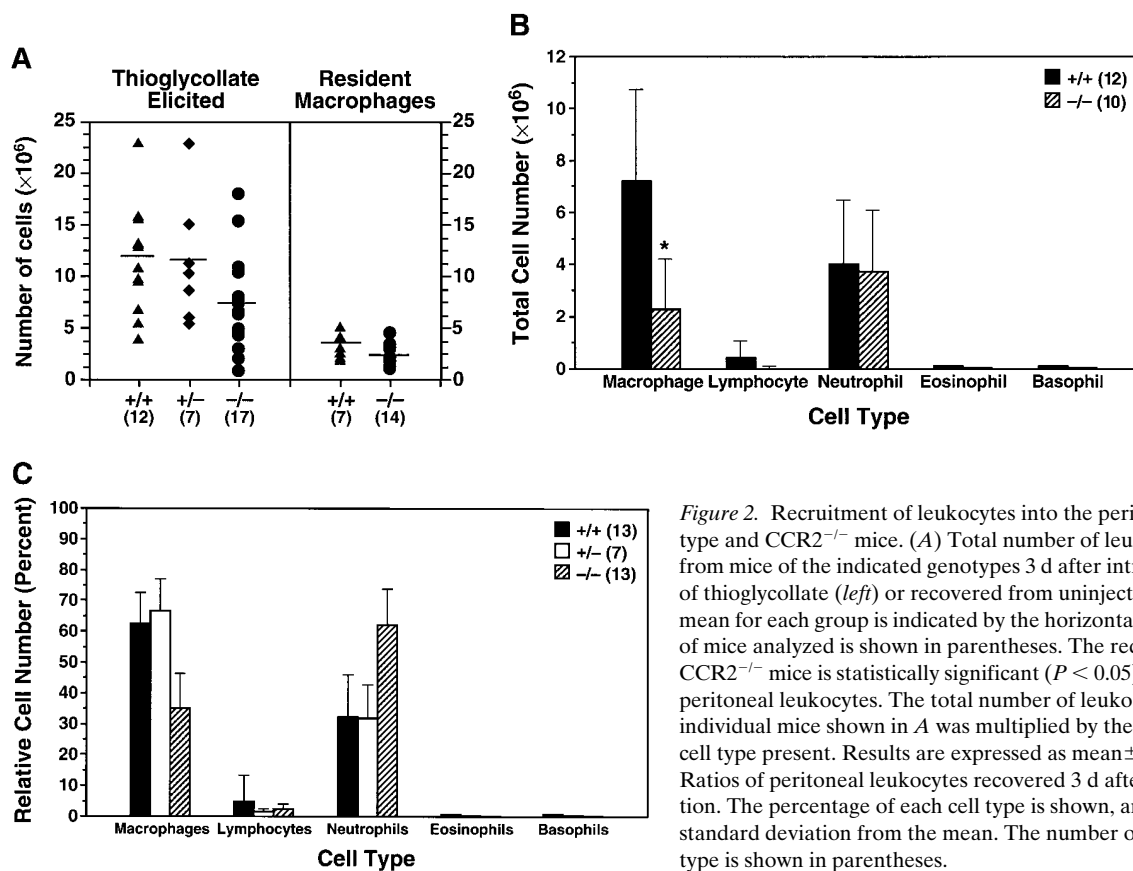 A
Thioglycollate
Elicited
Resident
Macrophages
Number of cells (×10⁶)
25
20
15
10
5
0
25
20
15
10
5
0
+/+
(12)
+/−
(7)
−/−
(17)
+/+
(7)
−/−
(14)
B
Total Cell Number (×10⁶)
12
10
8
6
4
2
0
+/+ (12)
−/− (10)
*
Macrophage Lymphocyte Neutrophil Eosinophil Basophil
Cell Type
C
Relative Cell Number (Percent)
100
90
80
70
60
50
40
30
20
10
0
+/+ (13)
+/− (7)
−/− (13)
Macrophages Lymphocytes Neutrophils Eosinophils Basophils
Cell Type
Figure 2. Recruitment of leukocytes into the peri
type and CCR2−/− mice. (A) Total number of leu
from mice of the indicated genotypes 3 d after int
of thioglycollate (left) or recovered from uninject
mean for each group is indicated by the horizonta
of mice analyzed is shown in parentheses. The rec
CCR2−/− mice is statistically significant (P < 0.05)
peritoneal leukocytes. The total number of leuko
individual mice shown in A was multiplied by the
cell type present. Results are expressed as mean±
Ratios of peritoneal leukocytes recovered 3 d afte
tion. The percentage of each cell type is shown, a
standard deviation from the mean. The number o
type is shown in parentheses.